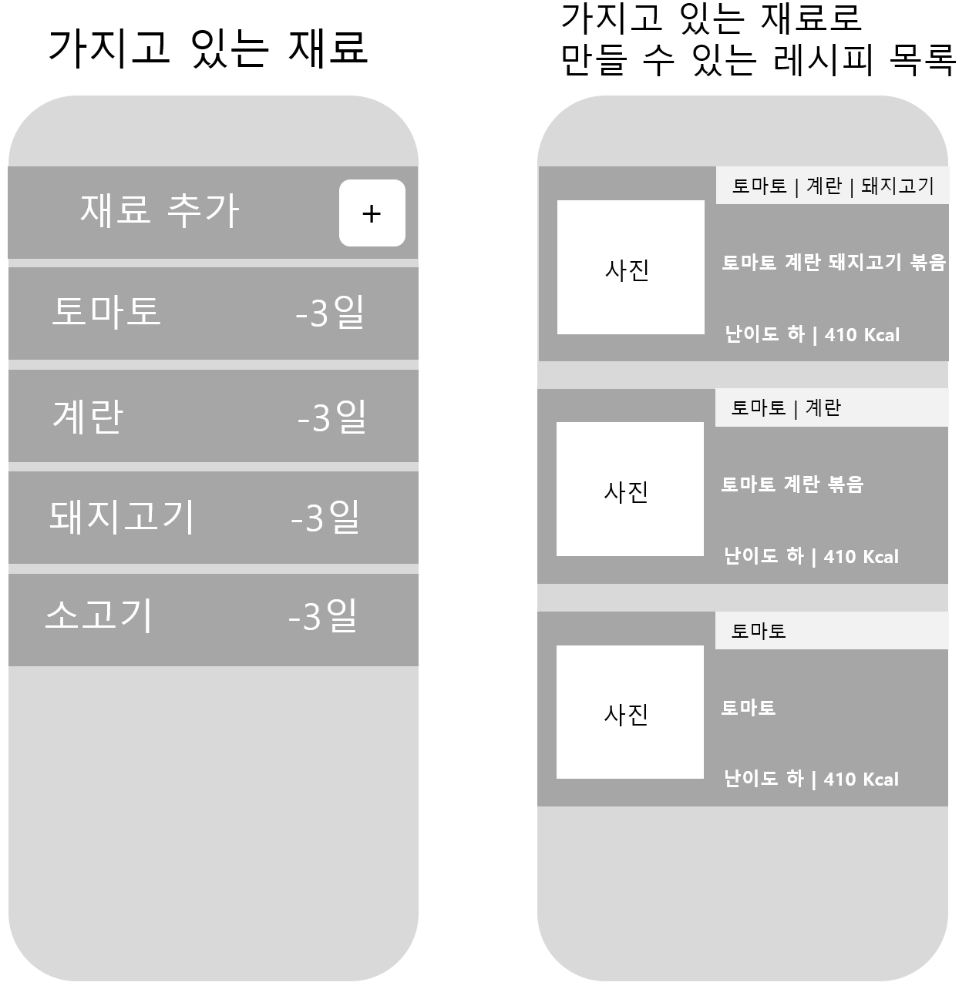 가지고 있는 재료
재료 추가
+
토마토 -3일
계란 -3일
돼지고기 -3일
소고기 -3일
가지고 있는 재료로
만들 수 있는 레시피 목록
토마토 | 계란 | 돼지고기
사진
토마토 계란 돼지고기 볶음
난이도 하 | 410 Kcal
토마토 | 계란
사진
토마토 계란 볶음
난이도 하 | 410 Kcal
토마토
사진
토마토
난이도 하 | 410 Kcal